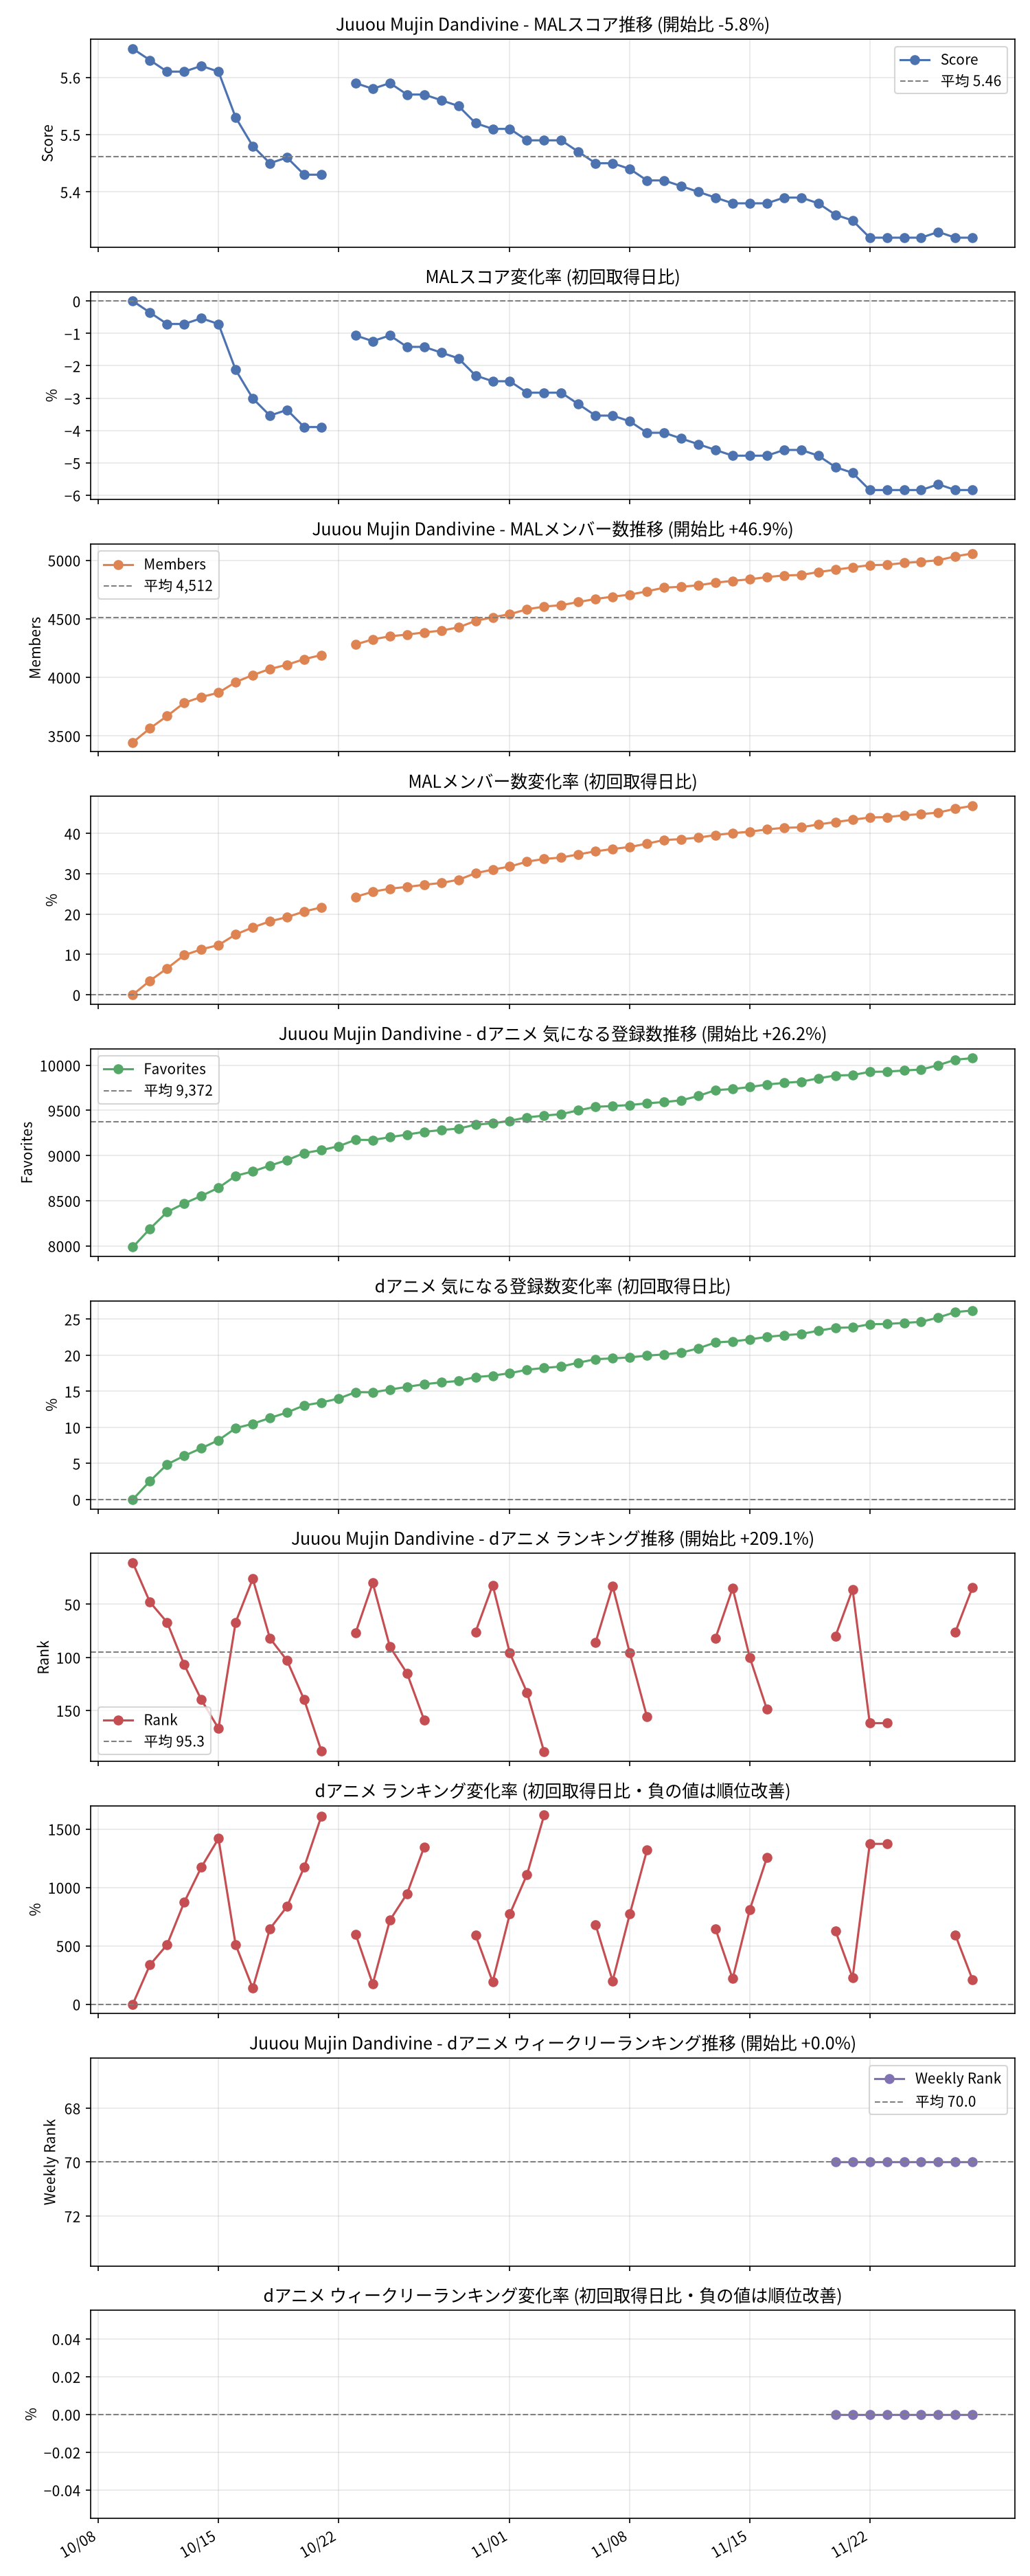 Juuou Mujin Dandivine - MALスコア推移 (開始比 -5.8%)
Score
5.6
5.5
5.4
Score
平均 5.46
MALスコア変化率 (初回取得日比)
%
0
−1
−2
−3
−4
−5
−6
Juuou Mujin Dandivine - MALメンバー数推移 (開始比 +46.9%)
Members
5000
4500
4000
3500
Members
平均 4,512
MALメンバー数変化率 (初回取得日比)
%
40
30
20
10
0
Juuou Mujin Dandivine - dアニメ 気になる登録数推移 (開始比 +26.2%)
Favorites
10000
9500
9000
8500
8000
Favorites
平均 9,372
dアニメ 気になる登録数変化率 (初回取得日比)
%
25
20
15
10
5
0
Juuou Mujin Dandivine - dアニメ ランキング推移 (開始比 +209.1%)
Rank
50
100
150
Rank
平均 95.3
dアニメ ランキング変化率 (初回取得日比・負の値は順位改善)
%
1500
1000
500
0
Juuou Mujin Dandivine - dアニメ ウィークリーランキング推移 (開始比 +0.0%)
Weekly Rank
68
70
72
Weekly Rank
平均 70.0
dアニメ ウィークリーランキング変化率 (初回取得日比・負の値は順位改善)
%
0.04
0.02
0.00
−0.02
−0.04
10/08
10/15
10/22
11/01
11/08
11/15
11/22